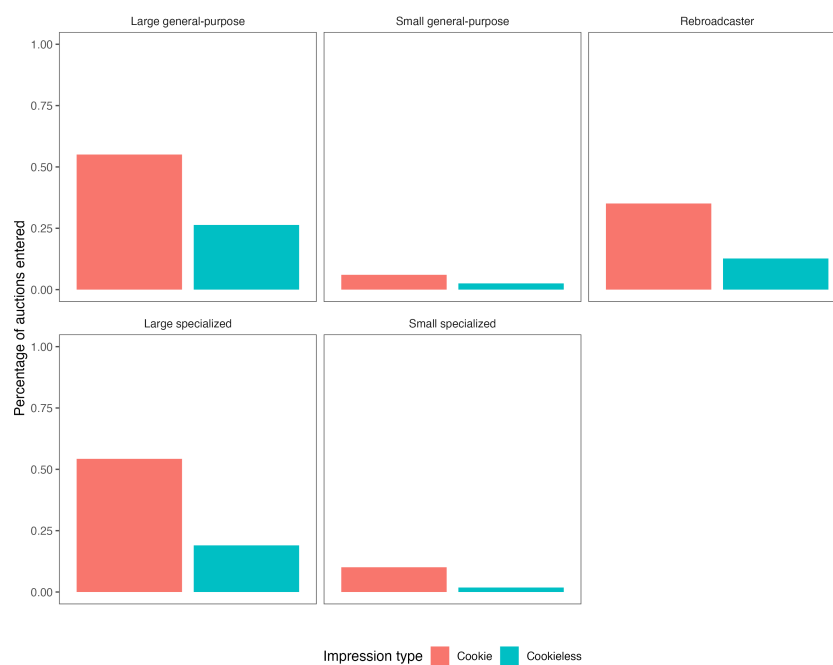 Large general-purpose
Small general-purpose
Rebroadcaster
1.00
0.75
0.50
0.25
0.00
Large specialized
Small specialized
1.00
0.75
0.50
0.25
0.00
Percentage of auctions entered
Impression type
Cookie
Cookieless